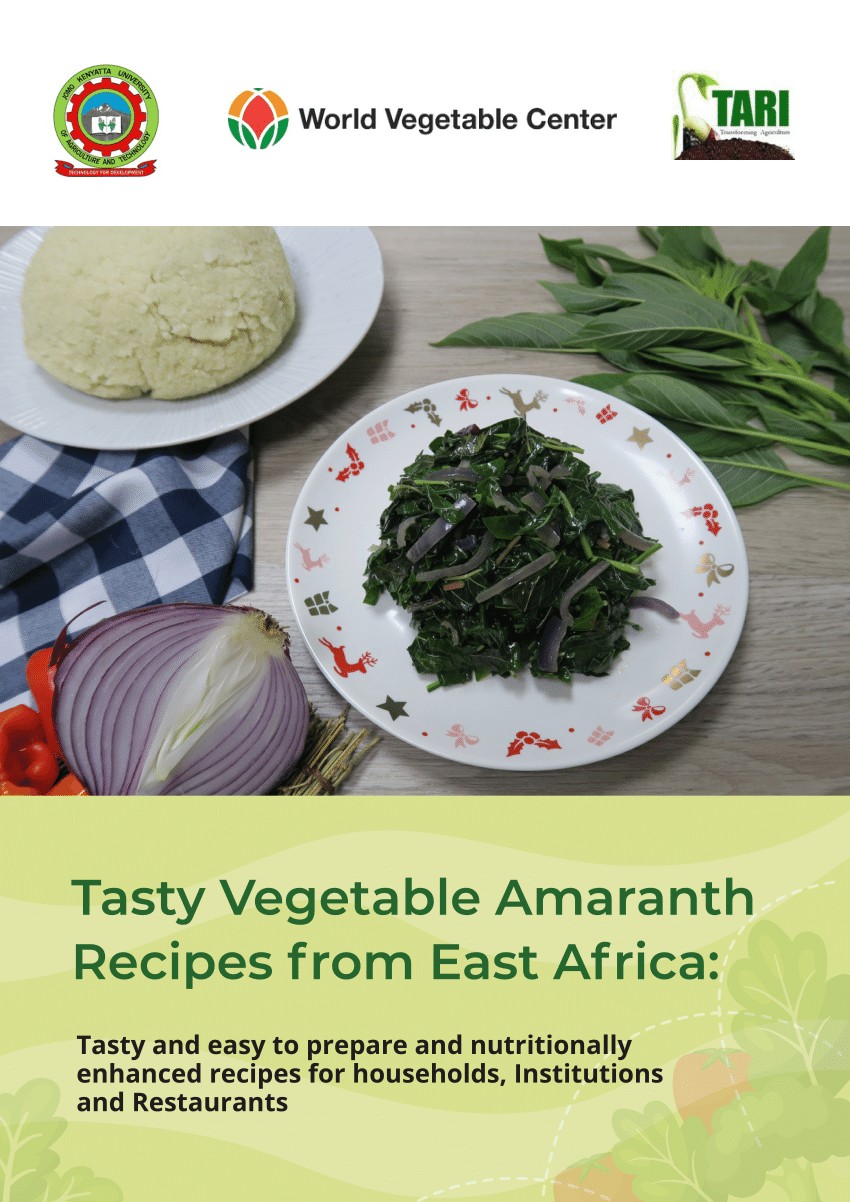 JOMO KENYATTA UNIVERSITY
OF AGRICULTURE AND TECHNOLOGY
TECHNOLOGY FOR DEVELOPMENT
World Vegetable Center
TARI
Transforming Agriculture
Tasty Vegetable Amaranth
Recipes from East Africa:
Tasty and easy to prepare and nutritionally
enhanced recipes for households, Institutions
and Restaurants